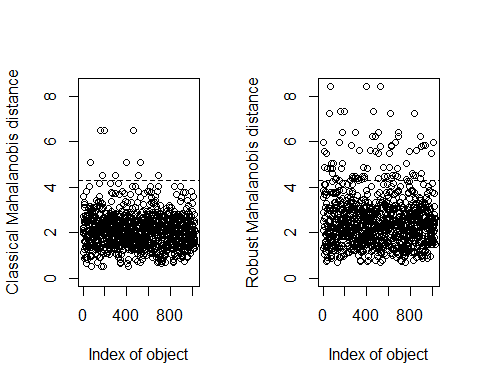 Classical Mahalanobis distance
8
6
4
2
0
0 400 800
Index of object
Robust Mahalanobis distance
8
6
4
2
0
0 400 800
Index of object